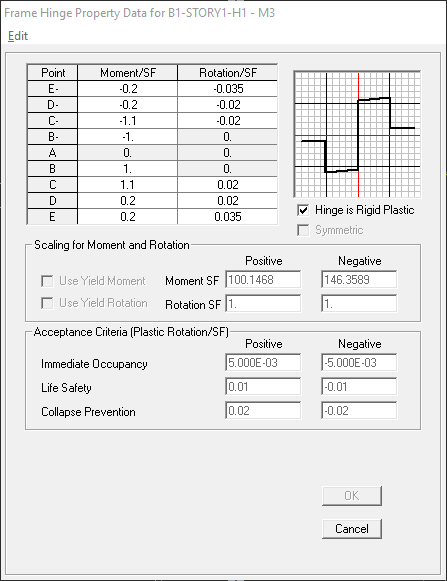 Frame Hinge Property Data for B1-STORY1-H1 - M3
Edit
Point Moment/SF Rotation/SF
E- -0.2 -0.035
D- -0.2 -0.02
C- -1.1 -0.02
B- -1. 0.
A 0. 0.
B 1. 0.
C 1.1 0.02
D 0.2 0.02
E 0.2 0.035
Hinge is Rigid Plastic
Symmetric
Scaling for Moment and Rotation
Positive Negative
Use Yield Moment Moment SF 100.1468 146.3589
Use Yield Rotation Rotation SF 1. 1.
Acceptance Criteria (Plastic Rotation/SF)
Positive Negative
Immediate Occupancy 5.000E-03 -5.000E-03
Life Safety 0.01 -0.01
Collapse Prevention 0.02 -0.02
OK
Cancel